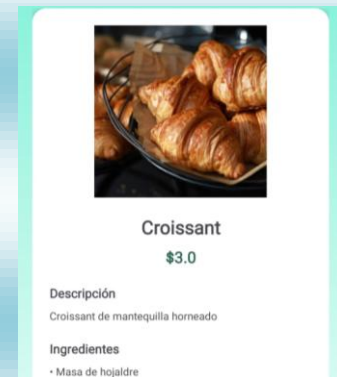 Croissant
$3.0
Descripción
Croissant de mantequilla horneado
Ingredientes
• Masa de hojaldre